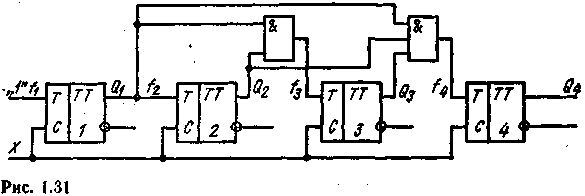 & &
„1" f₁ T TT Q₁ f₂ T TT Q₂ f₃ T TT Q₃ f₄ T TT Q₄
C 1 C 2 C 3 C 4
X
Рис. 1.31